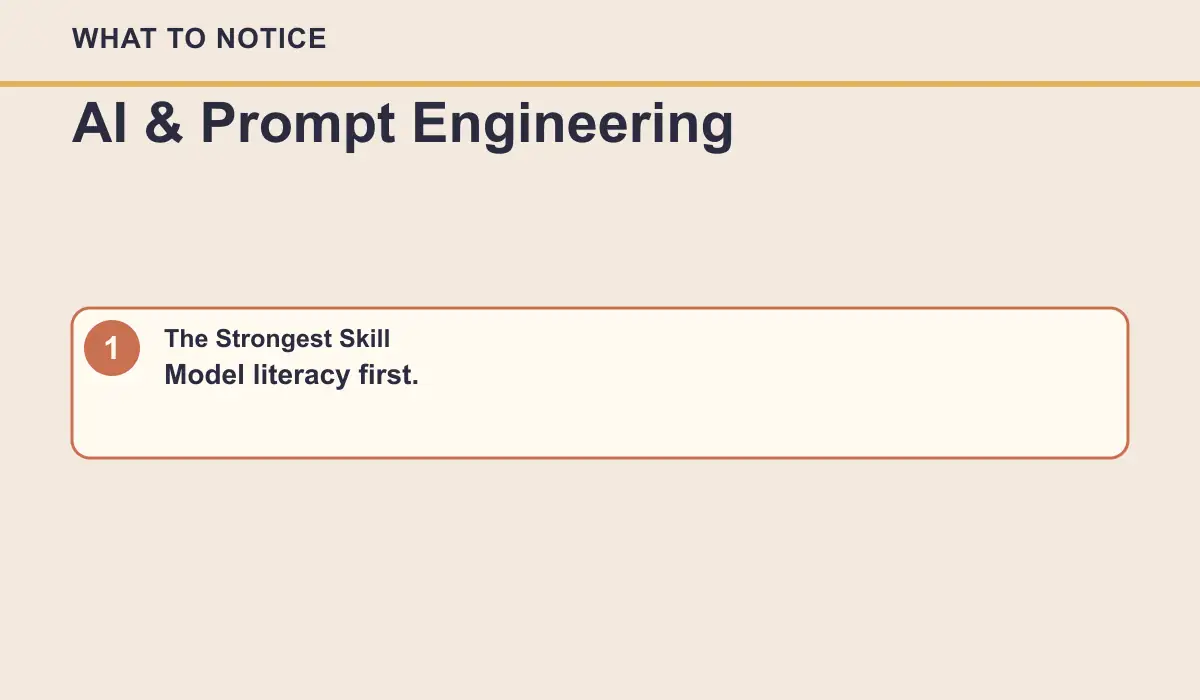 WHAT TO NOTICE
AI & Prompt Engineering
1
The Strongest Skill
Model literacy first.